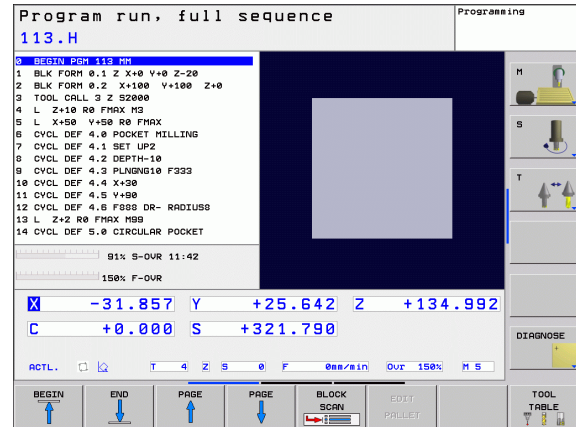 Program run, full sequence
Programming
113.H
0 BEGIN PGM 113 MM
1 BLK FORM 0.1 Z X+0 Y+0 Z-20
2 BLK FORM 0.2 X+100 Y+100 Z+0
3 TOOL CALL 3 Z S2000
4 L Z+10 R0 FMAX M3
5 L X+50 Y+50 R0 FMAX
6 CYCL DEF 4.0 POCKET MILLING
7 CYCL DEF 4.1 SET UP2
8 CYCL DEF 4.2 DEPTH-10
9 CYCL DEF 4.3 PLNGNG10 F333
10 CYCL DEF 4.4 X+30
11 CYCL DEF 4.5 Y+90
12 CYCL DEF 4.6 F888 DR- RADIUS8
13 L Z+2 R0 FMAX M99
14 CYCL DEF 5.0 CIRCULAR POCKET
91% S-OVR 11:42
150% F-OVR
X -31.857 Y +25.642 Z +134.992
C +0.000 S +321.790
ACTL. T 4 Z S 0 F 0mm/min Ovr 150% M 5
M
S
T
DIAGNOSE
BEGIN
END
PAGE
PAGE
BLOCK
SCAN
EDIT
PALLET
TOOL
TABLE